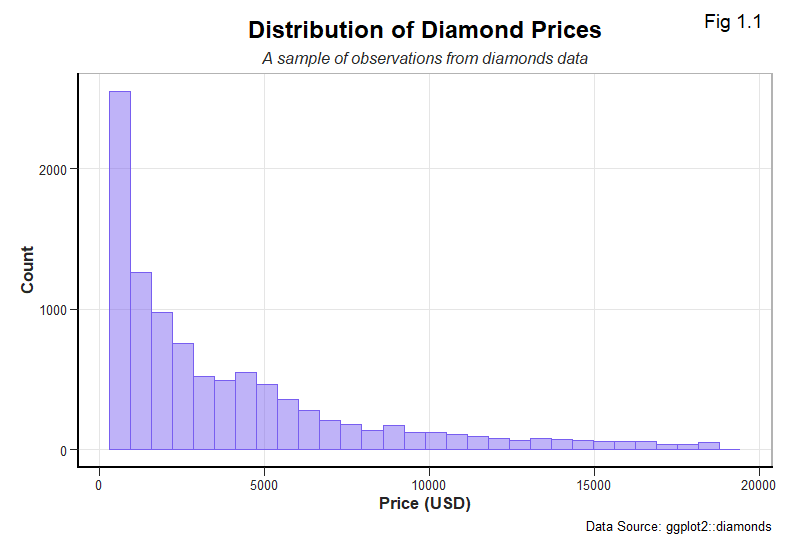 Fig 1.1
Distribution of Diamond Prices
A sample of observations from diamonds data
Count
2000
1000
0
0 5000 10000 15000 20000
Price (USD)
Data Source: ggplot2::diamonds